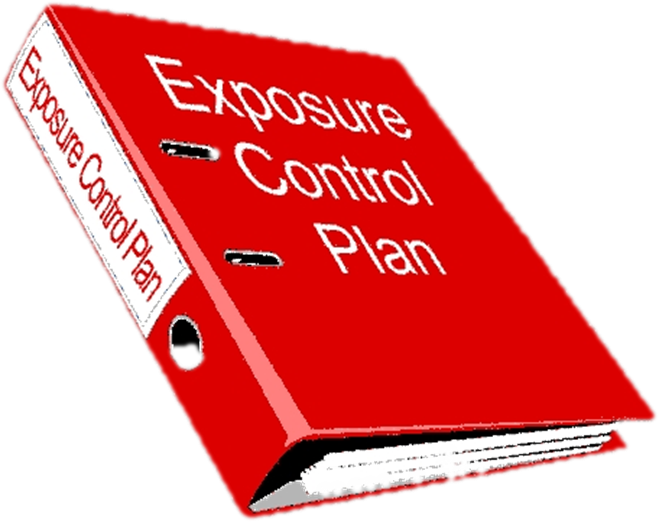 Exposure
Control
Plan
Exposure Control Plan